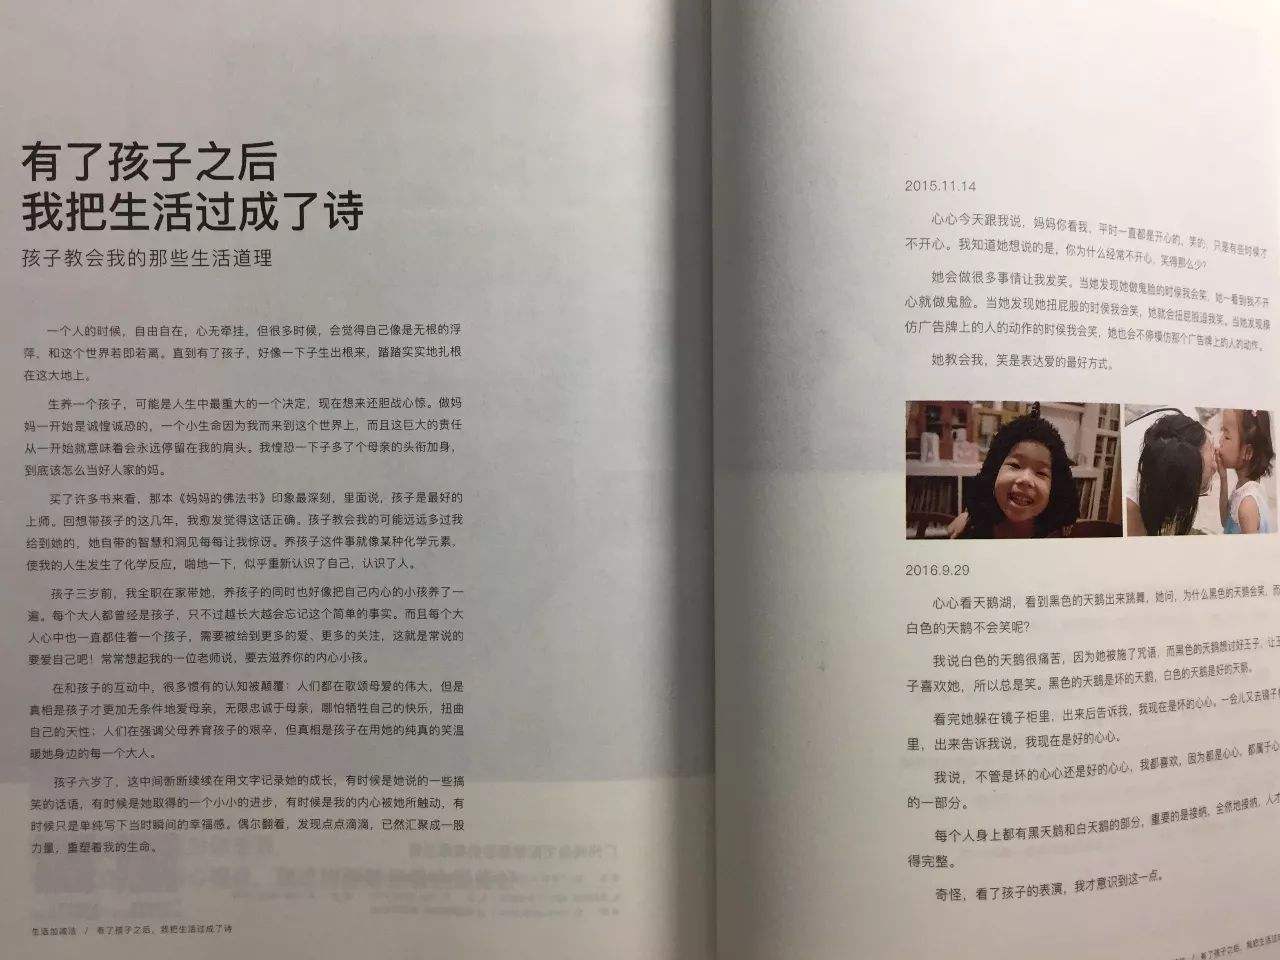 有了孩子之后
我把生活过成了诗
孩子教会我的那些生活道理
一个人的时候，自由自在，心无牵挂，但很多时候，会觉得自己像是无根的浮
萍，和这个世界若即若离。直到有了孩子，好像一下子生出根来，踏踏实实地扎根
在这大地上。
生养一个孩子，可能是人生中最重大的一个决定，现在想来还胆战心惊。做妈
妈一开始是诚惶诚恐的，一个小生命因为我而来到这个世界上，而且这巨大的责任
从一开始就意味着会永远停留在我的肩头。我惶恐一下子多了个母亲的头衔加身，
到底该怎么当好人家的妈。
买了许多书来看，那本《妈妈的佛法书》印象最深刻，里面说，孩子是最好的
上师。回想带孩子的这几年，我愈发觉得这话正确。孩子教会我的可能远远多过我
给到她的，她自带的智慧和洞见每每让我惊讶。养孩子这件事就像某种化学元素，
使我的人生发生了化学反应，啪地一下，似乎重新认识了自己，认识了人。
孩子三岁前，我全职在家带她，养孩子的同时也好像把自己内心的小孩养了一
遍。每个大人都曾经是孩子，只不过越长大越会忘记这个简单的事实。而且每个大
人心中也一直都住着一个孩子，需要被给到更多的爱、更多的关注，这就是常说的
要爱自己吧！常常想起我的一位老师说，要去滋养你的内心小孩。
在和孩子的互动中，很多惯有的认知被颠覆：人们都在歌颂母爱的伟大，但是
真相是孩子才更加无条件地爱母亲，无限忠诚于母亲，哪怕牺牲自己的快乐，扭曲
自己的天性；人们在强调父母养育孩子的艰辛，但真相是孩子在用她的纯真的笑温
暖她身边的每一个大人。
孩子六岁了，这中间断断续续在用文字记录她的成长，有时候是她说的一些搞
笑的话语，有时候是她取得的一个小小的进步，有时候是我的内心被她所触动，有
时候只是单纯写下当时瞬间的幸福感。偶尔翻看，发现点点滴滴，已然汇聚成一股
力量，重塑着我的生命。
生活加减法 / 有了孩子之后，我把生活过成了诗
2015.11.14
心心今天跟我说，妈妈你看我，平时一直都是开心的、笑的，只是有些时候才
不开心。我知道她想说的是，你为什么经常不开心，笑得那么少？
她会做很多事情让我发笑。当她发现她做鬼脸的时候我会笑，她一看到我不开
心就做鬼脸。当她发现她扭屁股的时候我会笑，她就会扭屁股逗我笑。当她发现模
仿广告牌上的人的动作的时候我会笑，她也会不停模仿那个广告牌上的人的动作。
她教会我，笑是表达爱的最好方式。
2016.9.29
心心看天鹅湖，看到黑色的天鹅出来跳舞，她问，为什么黑色的天鹅会笑，而
白色的天鹅不会笑呢？
我说白色的天鹅很痛苦，因为她被施了咒语，而黑色的天鹅想过好王子，让王
子喜欢她，所以总是笑。黑色的天鹅是坏的天鹅，白色的天鹅是好的天鹅。
看完她躲在镜子柜里，出来后告诉我，我现在是坏的心心。一会儿又去镜子柜
里，出来告诉我说，我现在是好的心心。
我说，不管是坏的心心还是好的心心，我都喜欢，因为都是心心，都属于心
的一部分。
每个人身上都有黑天鹅和白天鹅的部分，重要的是接纳，全然地接纳，人才
得完整。
奇怪，看了孩子的表演，我才意识到这一点。
/ 有了孩子之后，我把生活过